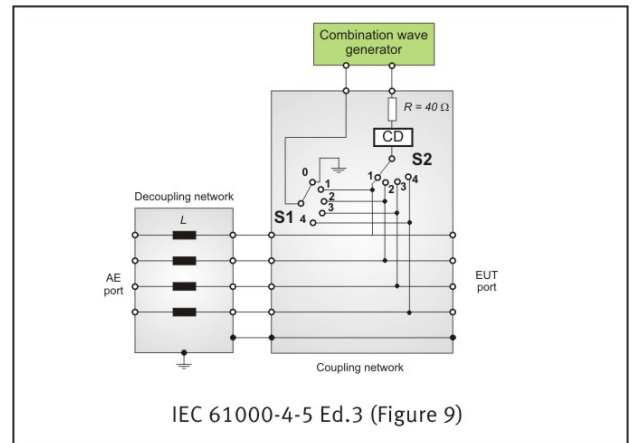 Combination wave
generator
R = 40 Ω
CD
S2
0
1
2
3
4
S1
1
2
3
4
Decoupling network
L
AE
port
EUT
port
Coupling network
IEC 61000-4-5 Ed.3 (Figure 9)